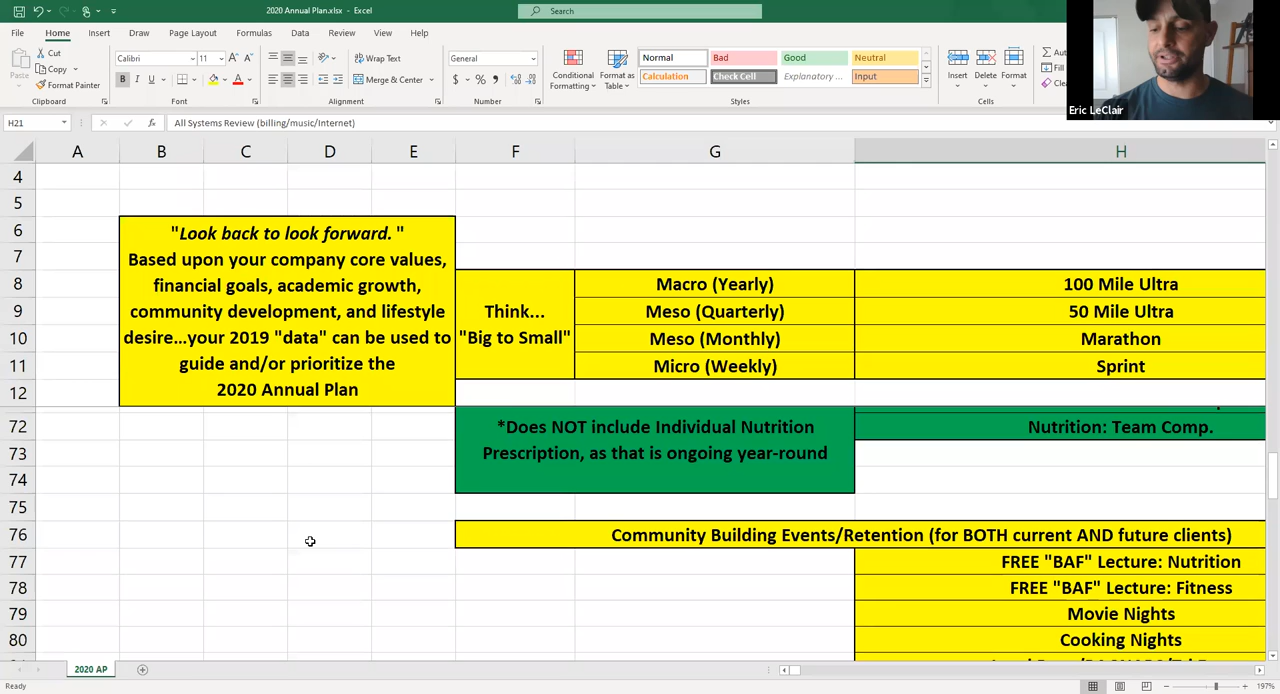 2020 Annual Plan.xlsx - Excel
Search
File Home Insert Draw Page Layout Formulas Data Review View Help
Paste
Cut
Copy
Format Painter
Clipboard
Calibri 11
B I U
Font
Wrap Text
Merge & Center
Alignment
General
$ % ,
Number
Conditional Formatting
Format as Table
Normal Bad Good Neutral
Calculation Check Cell Explanatory ... Input
Styles
Insert Delete Format
Cells
Fill
Eric LeClair
H21
fx
All Systems Review (billing/music/Internet)
A B C D E F G H
4
5
6
7
8
9
10
11
12
72
73
74
75
76
77
78
79
80
"Look back to look forward. "
Based upon your company core values,
financial goals, academic growth,
community development, and lifestyle
desire...your 2019 "data" can be used to
guide and/or prioritize the
2020 Annual Plan
Think...
"Big to Small"
Macro (Yearly) 100 Mile Ultra
Meso (Quarterly) 50 Mile Ultra
Meso (Monthly) Marathon
Micro (Weekly) Sprint
*Does NOT include Individual Nutrition
Prescription, as that is ongoing year-round
Nutrition: Team Comp.
Community Building Events/Retention (for BOTH current AND future clients)
FREE "BAF" Lecture: Nutrition
FREE "BAF" Lecture: Fitness
Movie Nights
Cooking Nights
2020 AP
Ready
197%